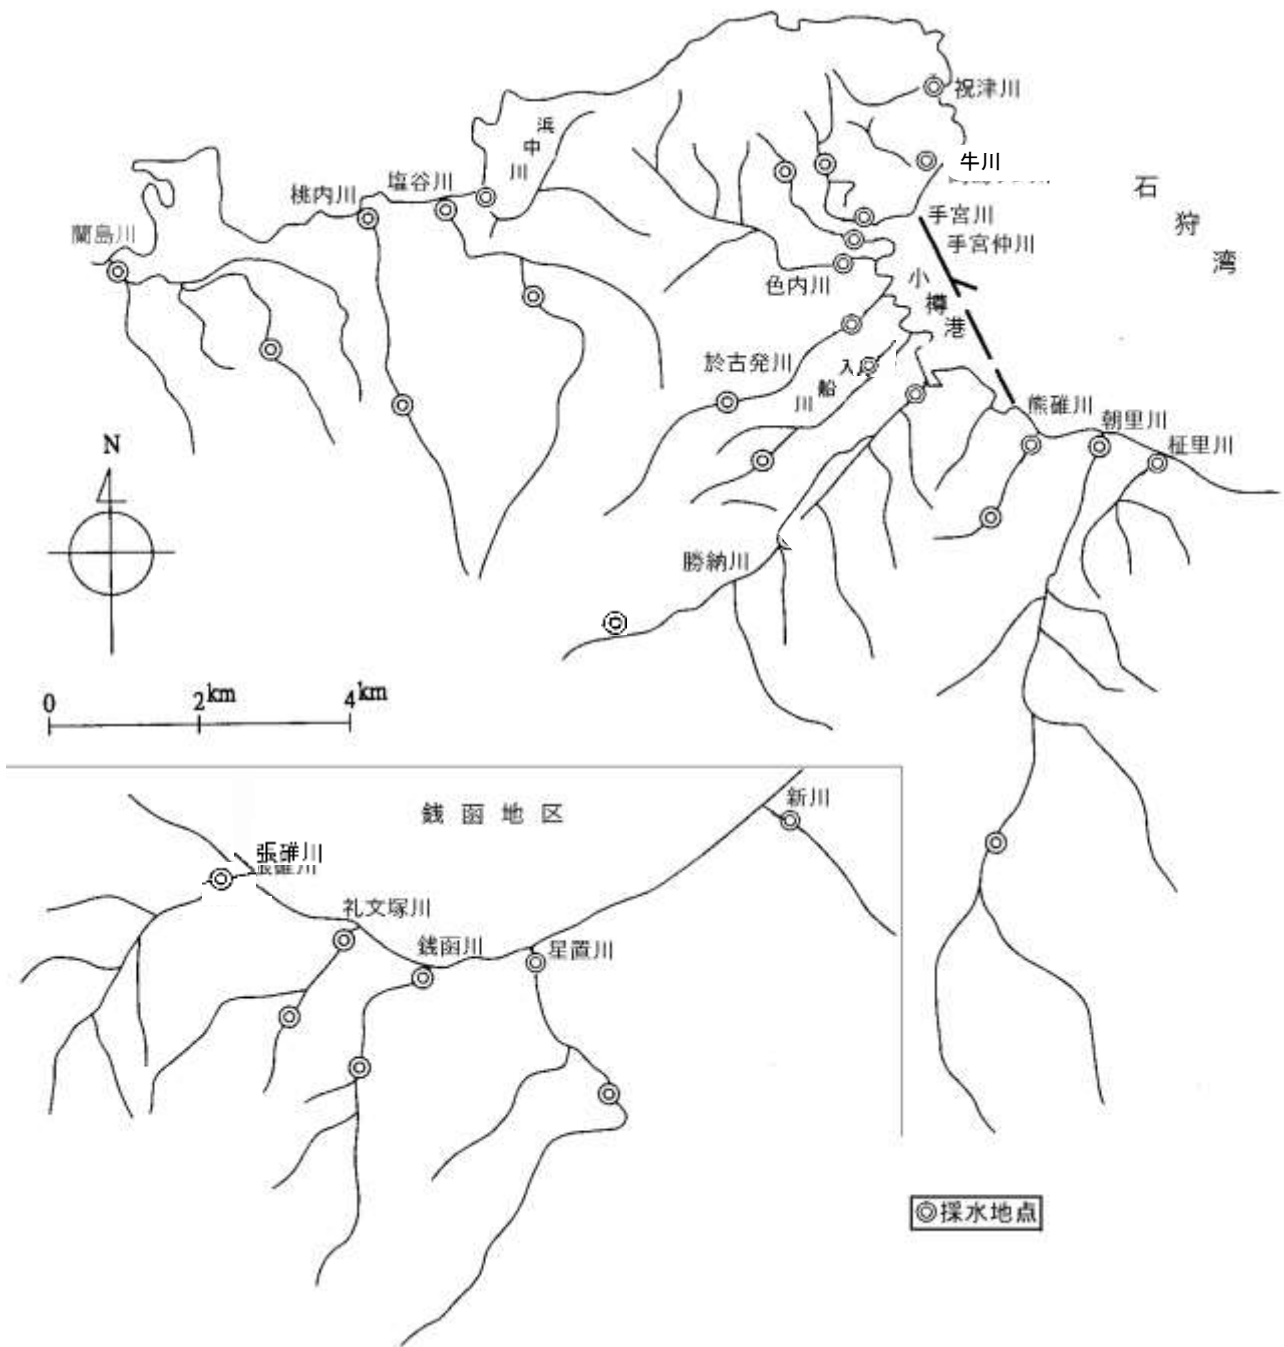 祝津川
浜中川
牛川
塩谷川
桃内川
蘭島川
手宮川
手宮仲川
石狩湾
色内川
小樽港
於古発川
入船川
熊碓川
朝里川
柾里川
勝納川
N
0 2km 4km
銭函地区
新川
張碓川
礼文塚川
銭函川
星置川
◎採水地点